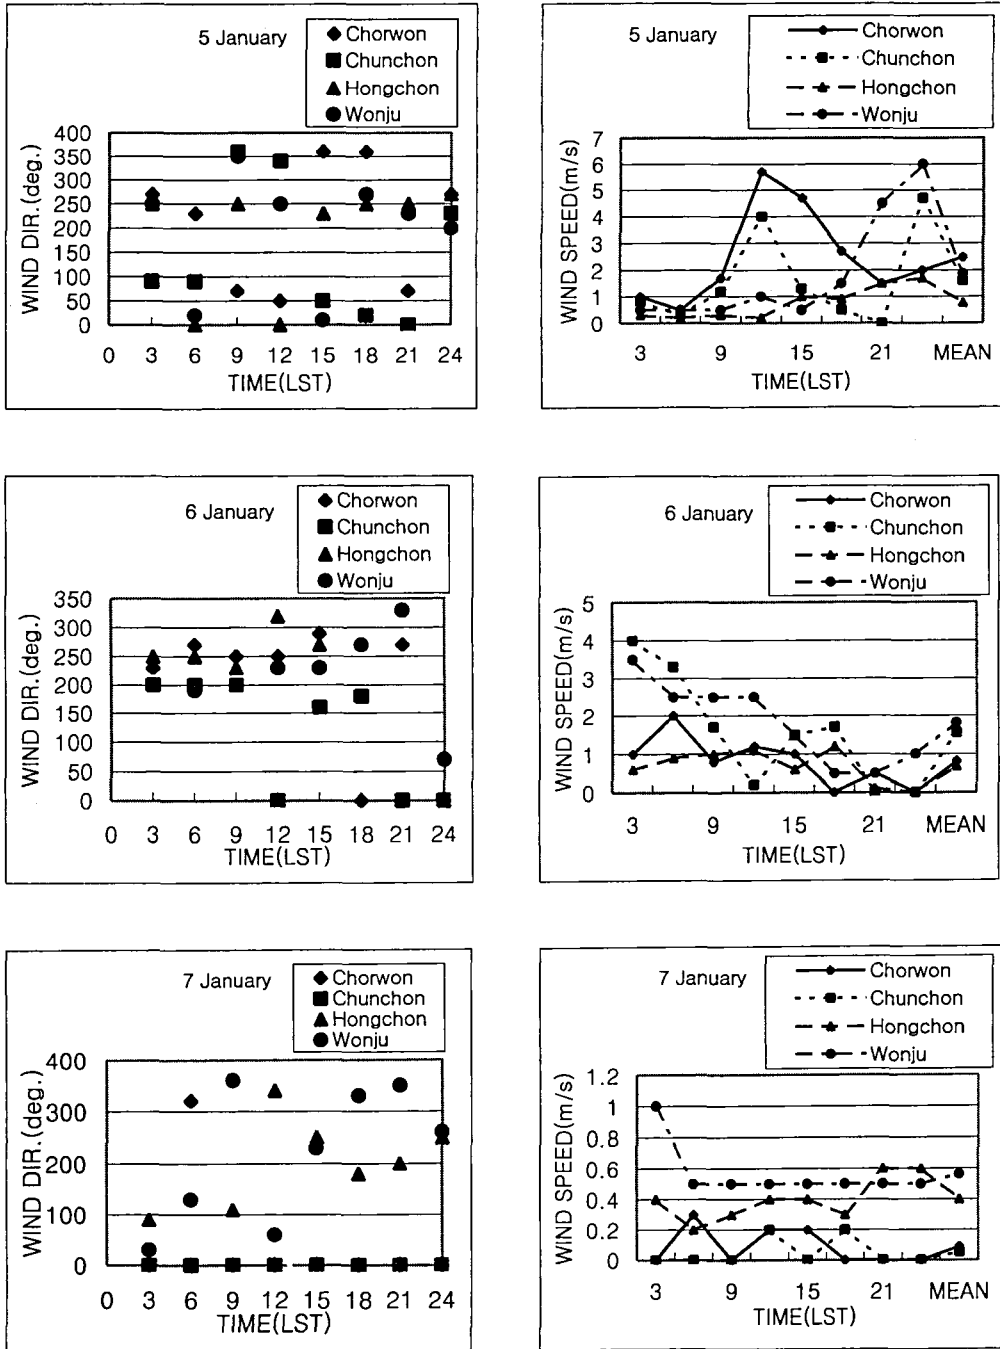 5 January
Chorwon
Chunchon
Hongchon
Wonju
WIND DIR.(deg.)
400
350
300
250
200
150
100
50
0
0 3 6 9 12 15 18 21 24
TIME(LST)
5 January
Chorwon
Chunchon
Hongchon
Wonju
WIND SPEED(m/s)
7
6
5
4
3
2
1
0
3 9 15 21 MEAN
TIME(LST)
6 January
Chorwon
Chunchon
Hongchon
Wonju
WIND DIR.(deg.)
350
300
250
200
150
100
50
0
0 3 6 9 12 15 18 21 24
TIME(LST)
6 January
Chorwon
Chunchon
Hongchon
Wonju
WIND SPEED(m/s)
5
4
3
2
1
0
3 9 15 21 MEAN
TIME(LST)
7 January
Chorwon
Chunchon
Hongchon
Wonju
WIND DIR.(deg.)
400
300
200
100
0
0 3 6 9 12 15 18 21 24
TIME(LST)
7 January
Chorwon
Chunchon
Hongchon
Wonju
WIND SPEED(m/s)
1.2
1
0.8
0.6
0.4
0.2
0
3 9 15 21 MEAN
TIME(LST)